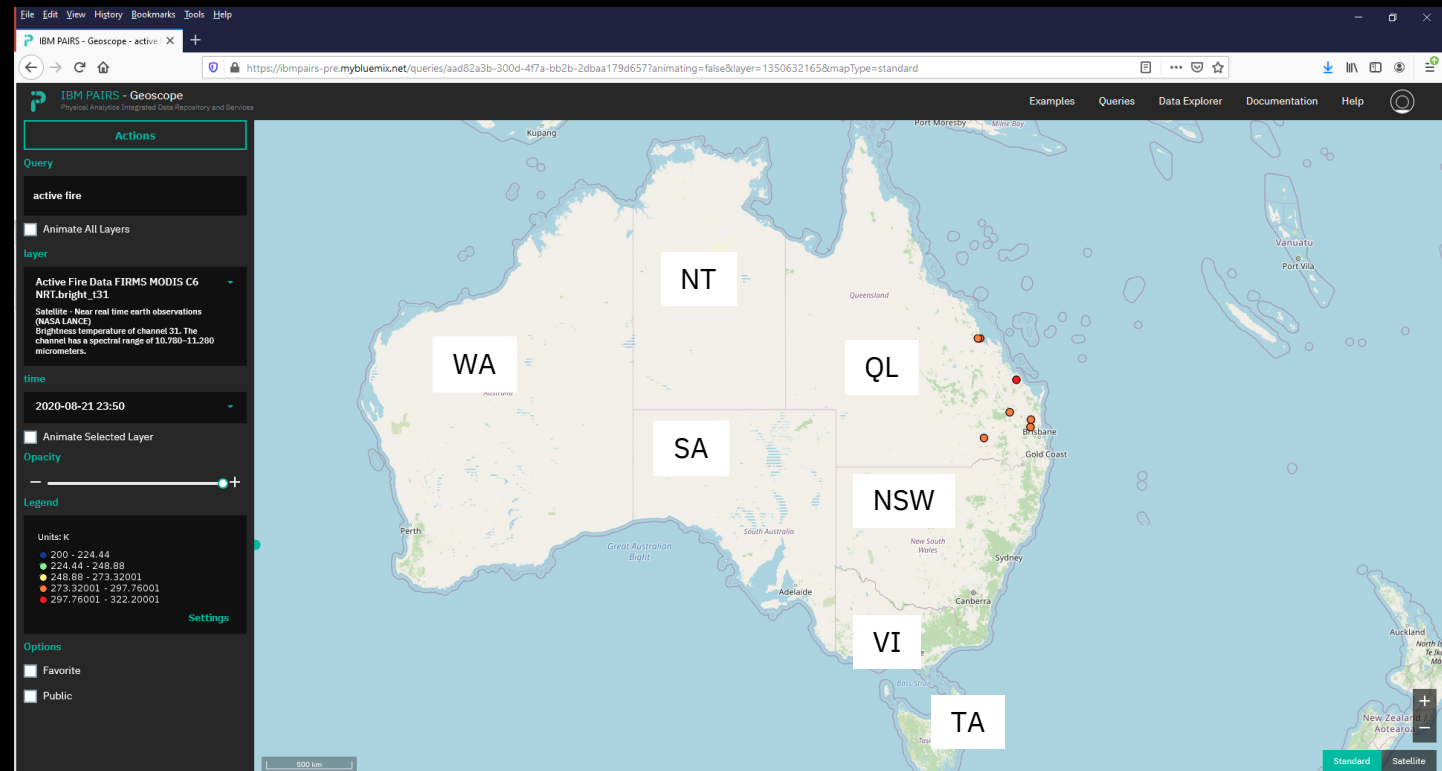 File Edit View History Bookmarks Tools Help
IBM PAIRS - Geoscope - active
https://ibmpairs-pre.mybluemix.net/queries/aad82a3b-300d-4f7a-bb2b-2dbaa179d657?animating=false&layer=1350632165&mapType=standard
IBM PAIRS - Geoscope
Physical Analytics Integrated Data Repository and Services
Examples Queries Data Explorer Documentation Help
Actions
Query
active fire
Animate All Layers
layer
Active Fire Data FIRMS MODIS C6
NRT.bright_t31
Satellite - Near real time earth observations
(NASA LANCE)
Brightness temperature of channel 31. The
channel has a spectral range of 10.780–11.280
micrometers.
time
2020-08-21 23:50
Animate Selected Layer
Opacity
Legend
Units: K
200 - 224.44
224.44 - 248.88
248.88 - 273.32001
273.32001 - 297.76001
297.76001 - 322.20001
Settings
Options
Favorite
Public
Kupang
Port Moresby
Milne Bay
Vanuatu
Port Vila
NT
Queensland
WA
Australia
QL
Brisbane
Gold Coast
SA
NSW
Perth
Great Australian
Bight
South Australia
New South
Wales
Sydney
Adelaide
Canberra
VI
Bass Strait
TA
Auckland
New Zealand /
Aotearoa
500 km
Standard Satellite